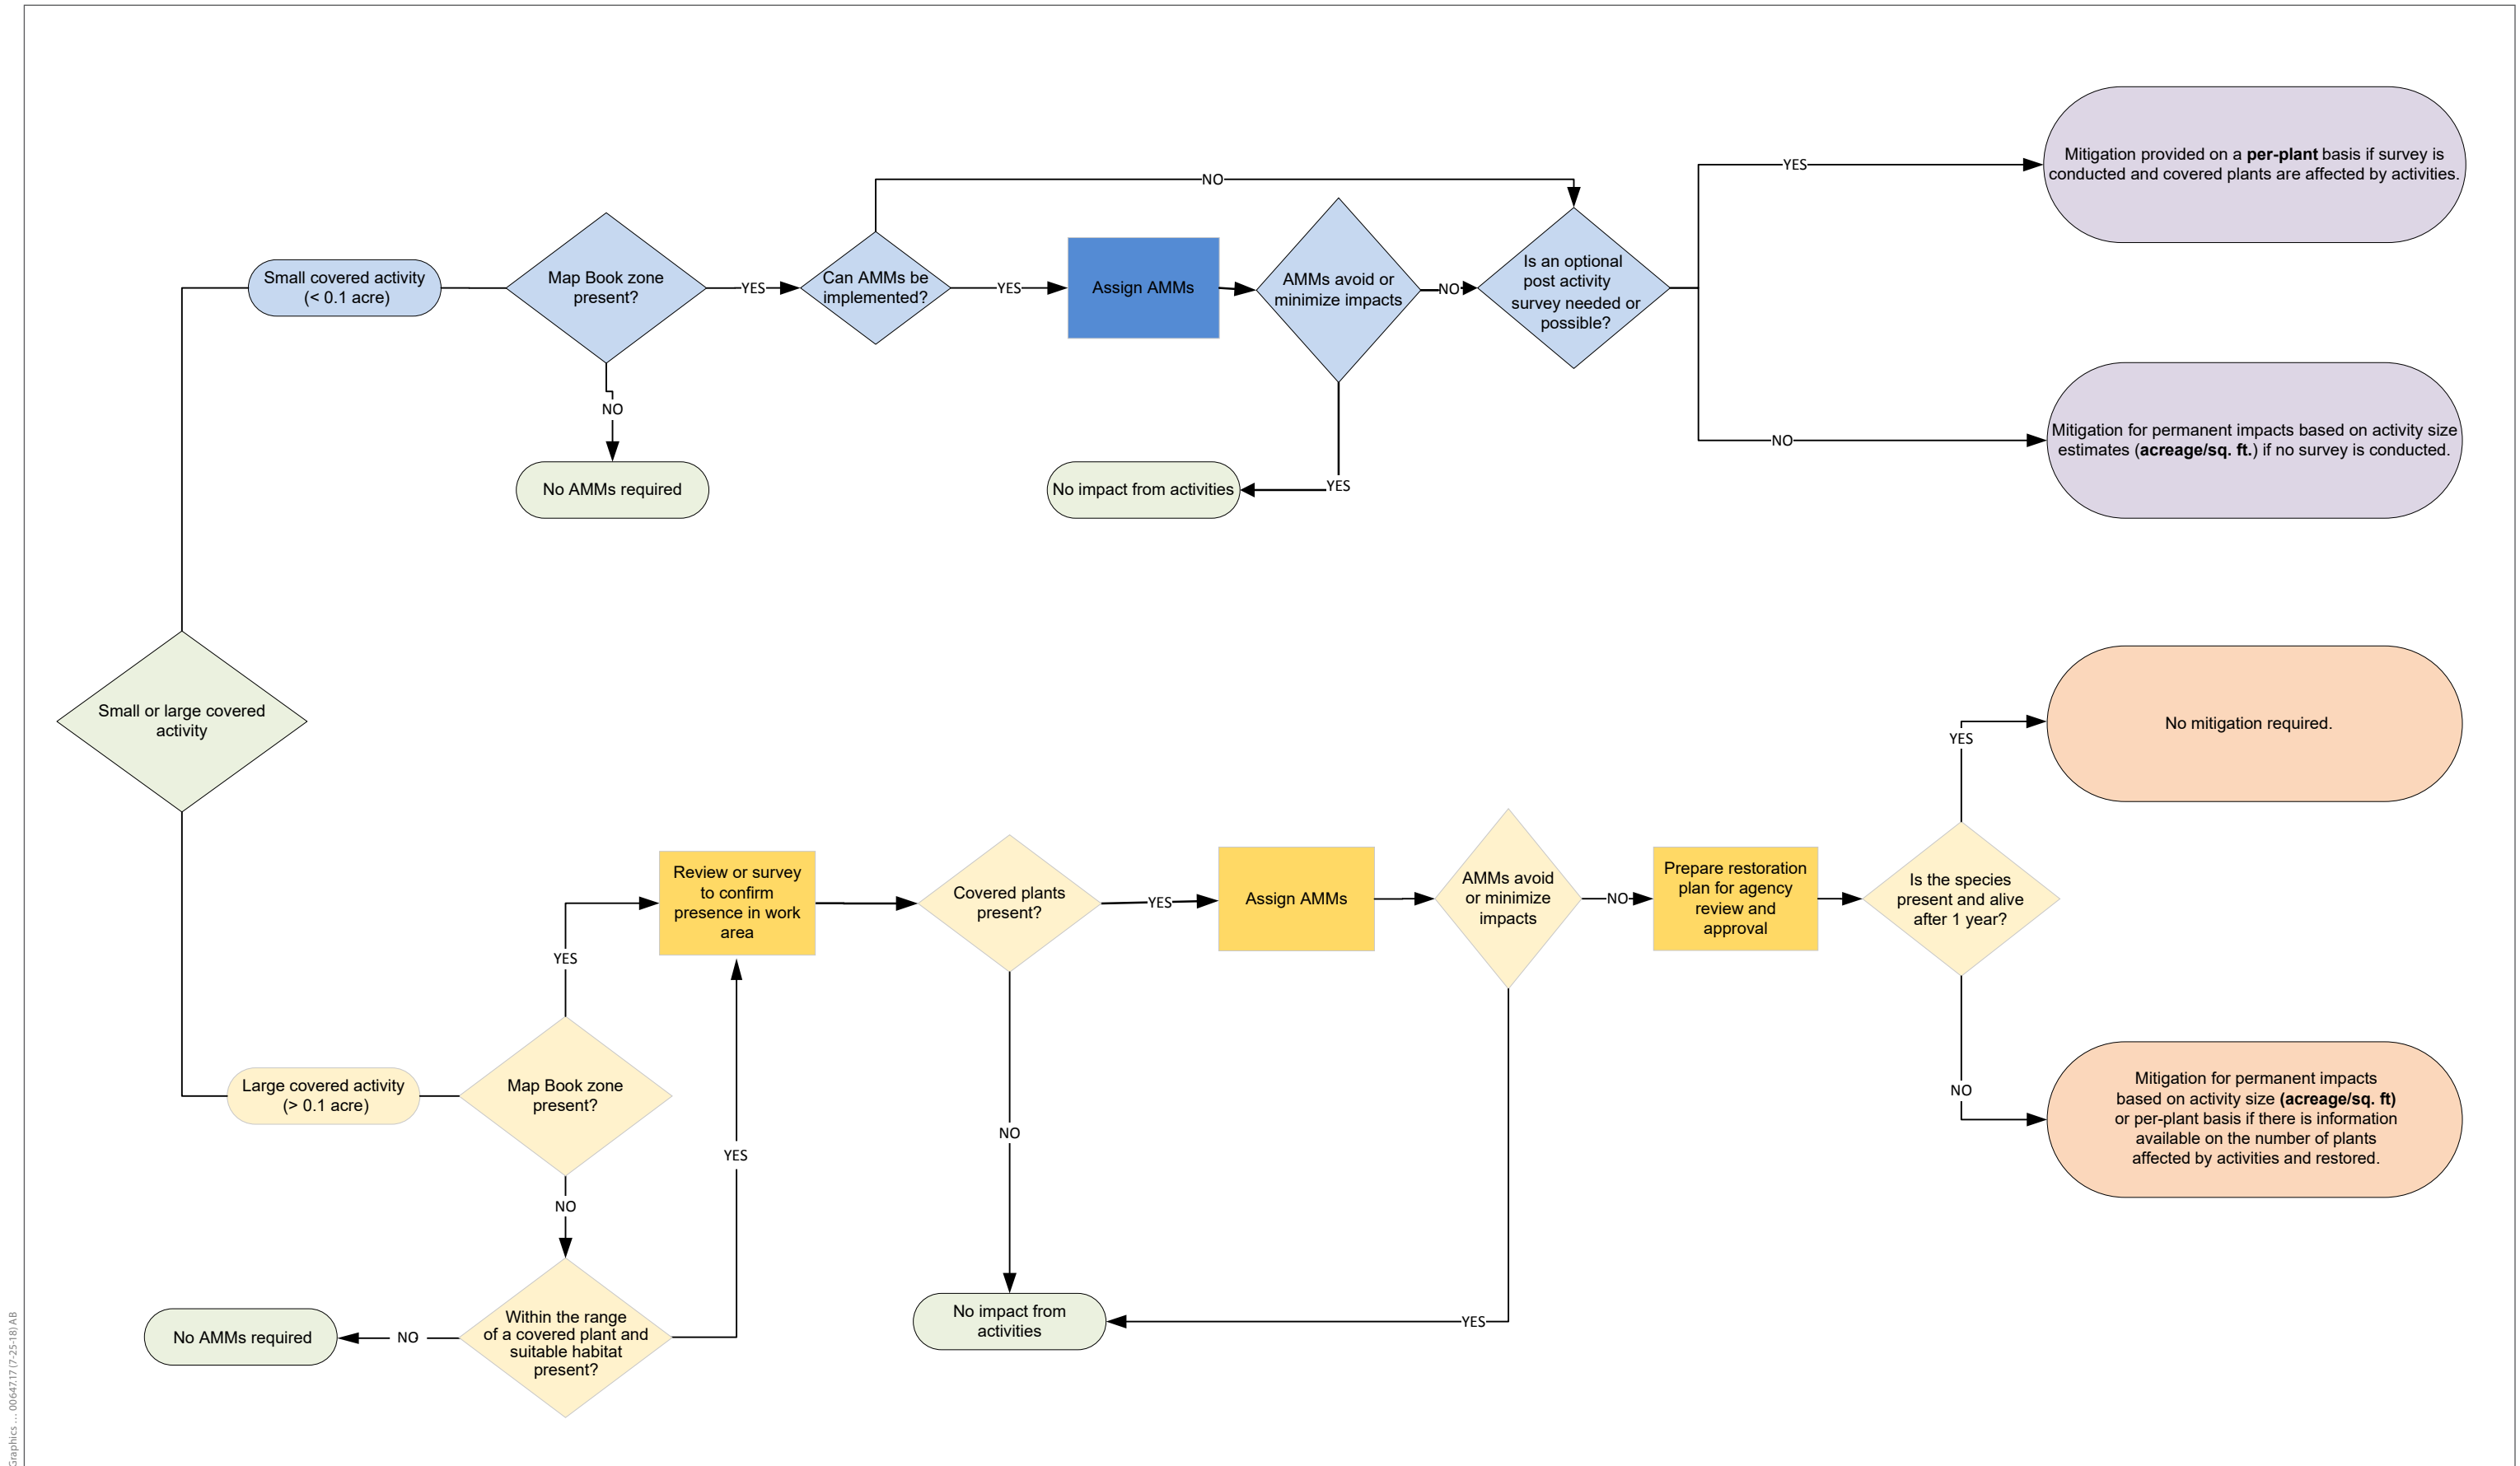 Mitigation provided on a per-plant basis if survey is
conducted and covered plants are affected by activities.
YES
NO
Small covered activity
(< 0.1 acre)
Map Book zone
present?
YES
Can AMMs be
implemented?
YES
Assign AMMs
AMMs avoid or
minimize impacts
NO
Is an optional
post activity
survey needed or
possible?
NO
No AMMs required
YES
No impact from activities
NO
Mitigation for permanent impacts based on activity size
estimates (acreage/sq. ft.) if no survey is conducted.
Small or large covered
activity
Large covered activity
(> 0.1 acre)
Map Book zone
present?
YES
Review or survey
to confirm
presence in work
area
NO
Within the range
of a covered plant and
suitable habitat
present?
YES
NO
No AMMs required
Covered plants
present?
YES
NO
Assign AMMs
AMMs avoid
or minimize
impacts
NO
YES
No impact from
activities
Prepare restoration
plan for agency
review and
approval
Is the species
present and alive
after 1 year?
YES
No mitigation required.
NO
Mitigation for permanent impacts
based on activity size (acreage/sq. ft)
or per-plant basis if there is information
available on the number of plants
affected by activities and restored.
Graphics … 00647.17 (7-25-18) AB